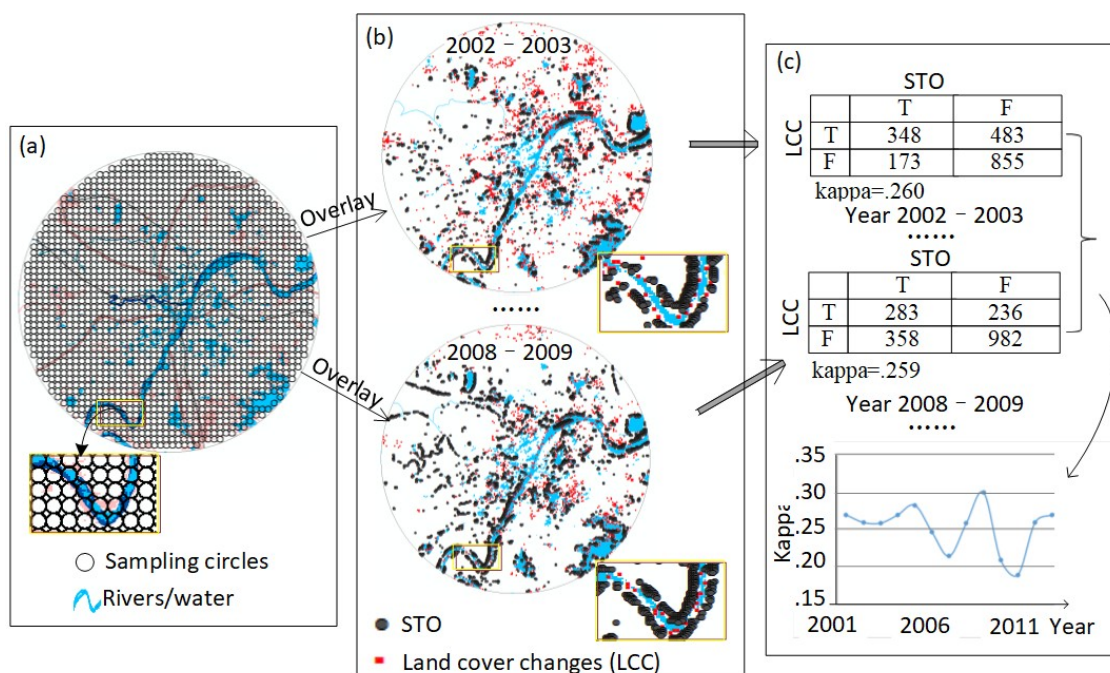 (a)
Sampling circles
Rivers/water
(b)
2002 – 2003
Overlay
......
2008 – 2009
Overlay
STO
Land cover changes (LCC)
(c)
STO
T F
LCC
T 348 483
F 173 855
kappa=.260
Year 2002 – 2003
......
STO
T F
LCC
T 283 236
F 358 982
kappa=.259
Year 2008 – 2009
......
.35
.30
.25
.20
.15
kappa
2001 2006 2011 Year